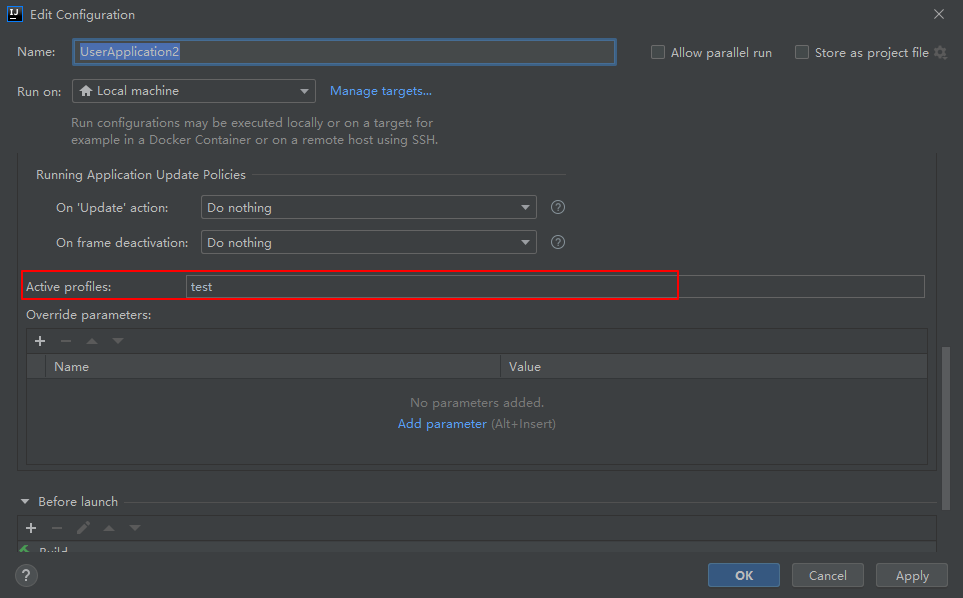 IJ Edit Configuration
Name: UserApplication2 Allow parallel run Store as project file
Run on: Local machine Manage targets...
Run configurations may be executed locally or on a target: for
example in a Docker Container or on a remote host using SSH.
Running Application Update Policies
On 'Update' action: Do nothing ?
On frame deactivation: Do nothing ?
Active profiles: test
Override parameters:
Name Value
No parameters added.
Add parameter (Alt+Insert)
Before launch
Build
? OK Cancel Apply